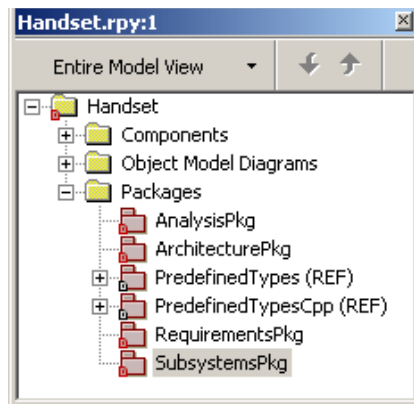 Handset.rpy:1
Entire Model View
Handset
Components
Object Model Diagrams
Packages
AnalysisPkg
ArchitecturePkg
PredefinedTypes (REF)
PredefinedTypesCpp (REF)
RequirementsPkg
SubsystemsPkg